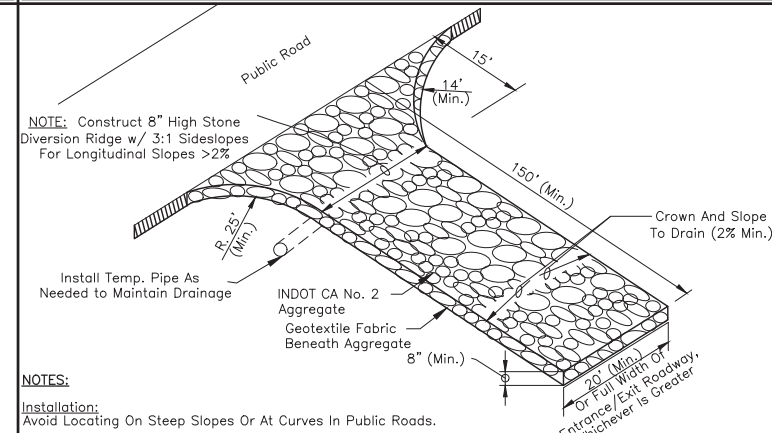 Public Road
15'
14'
(Min.)
NOTE: Construct 8" High Stone
Diversion Ridge w/ 3:1 Sideslopes
For Longitudinal Slopes >2%
150' (Min.)
R. 25'
(Min.)
Crown And Slope
To Drain (2% Min.)
Install Temp. Pipe As
Needed to Maintain Drainage
INDOT CA No. 2
Aggregate
Geotextile Fabric
Beneath Aggregate
8" (Min.)
20' (Min.)
Or Full Width Of
Entrance/Exit Roadway,
Whichever Is Greater
NOTES:
Installation:
Avoid Locating On Steep Slopes Or At Curves In Public Roads.